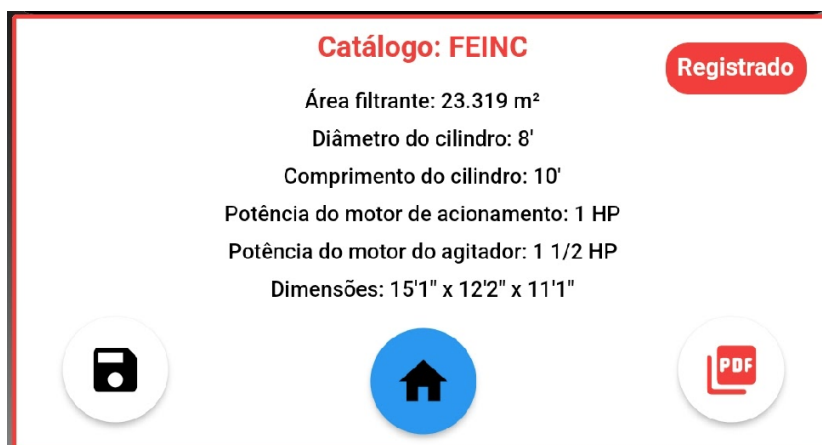 Catálogo: FEINC
Registrado
Área filtrante: 23.319 m²
Diâmetro do cilindro: 8'
Comprimento do cilindro: 10'
Potência do motor de acionamento: 1 HP
Potência do motor do agitador: 1 1/2 HP
Dimensões: 15'1" x 12'2" x 11'1"
PDF